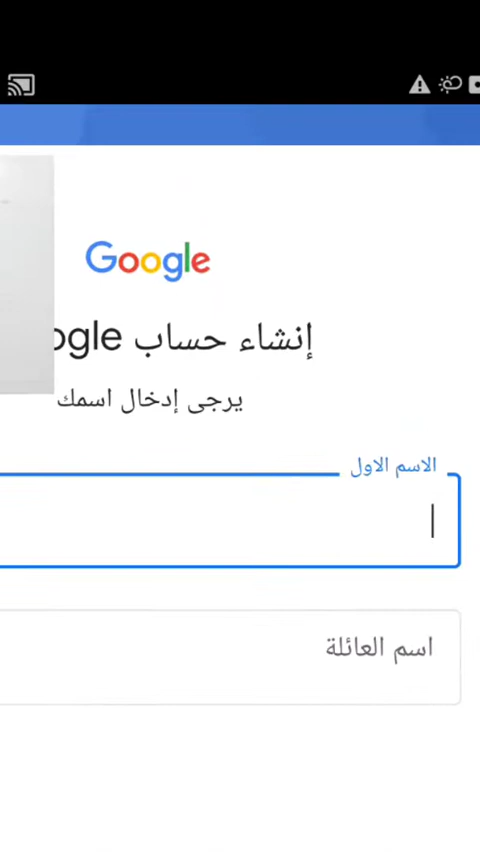 Google
إنشاء حساب ogle
يرجى إدخال اسمك
الاسم الاول
اسم العائلة